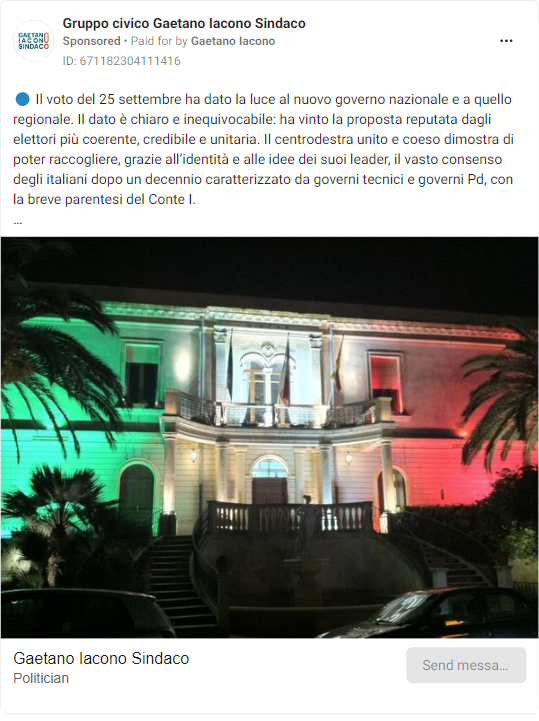 Gruppo civico Gaetano Iacono Sindaco
Sponsored • Paid for by Gaetano Iacono
ID: 671182304111416
GAETANO
IACONO
SINDACO
🔵 Il voto del 25 settembre ha dato la luce al nuovo governo nazionale e a quello
regionale. Il dato è chiaro e inequivocabile: ha vinto la proposta reputata dagli
elettori più coerente, credibile e unitaria. Il centrodestra unito e coeso dimostra di
poter raccogliere, grazie all'identità e alle idee dei suoi leader, il vasto consenso
degli italiani dopo un decennio caratterizzato da governi tecnici e governi Pd, con
la breve parentesi del Conte I.
...
Gaetano Iacono Sindaco
Politician
Send messa...